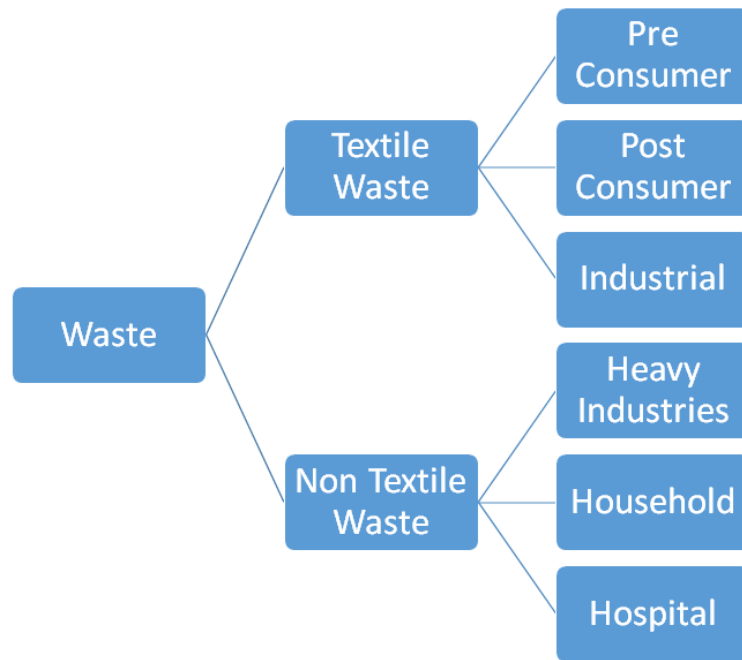 Pre
Consumer
Textile
Waste
Post
Consumer
Industrial
Waste
Heavy
Industries
Non Textile
Waste
Household
Hospital